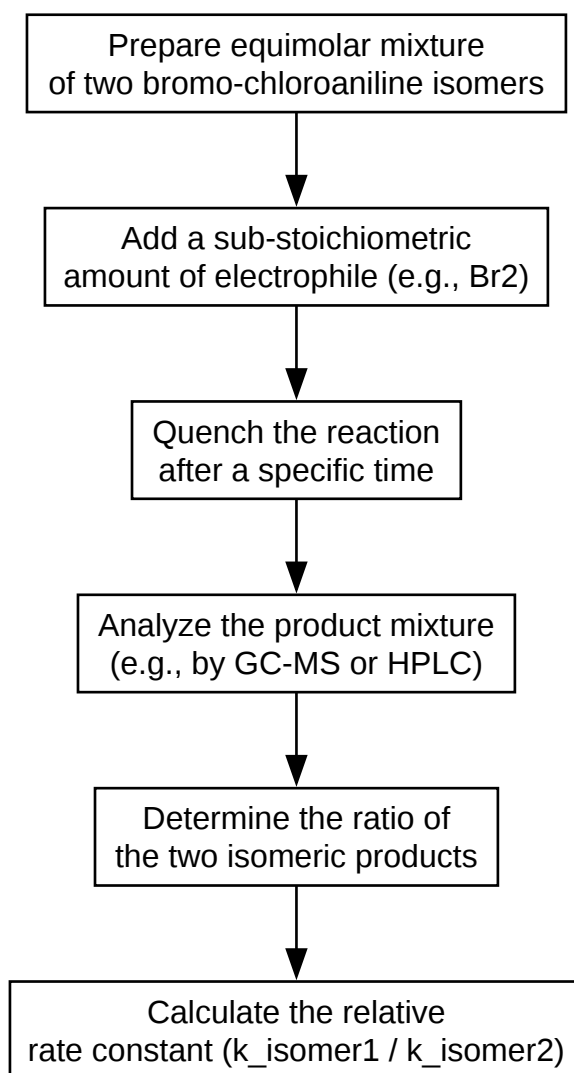 Prepare equimolar mixture
of two bromo-chloroaniline isomers
Add a sub-stoichiometric
amount of electrophile (e.g., Br2)
Quench the reaction
after a specific time
Analyze the product mixture
(e.g., by GC-MS or HPLC)
Determine the ratio of
the two isomeric products
Calculate the relative
rate constant (k_isomer1 / k_isomer2)